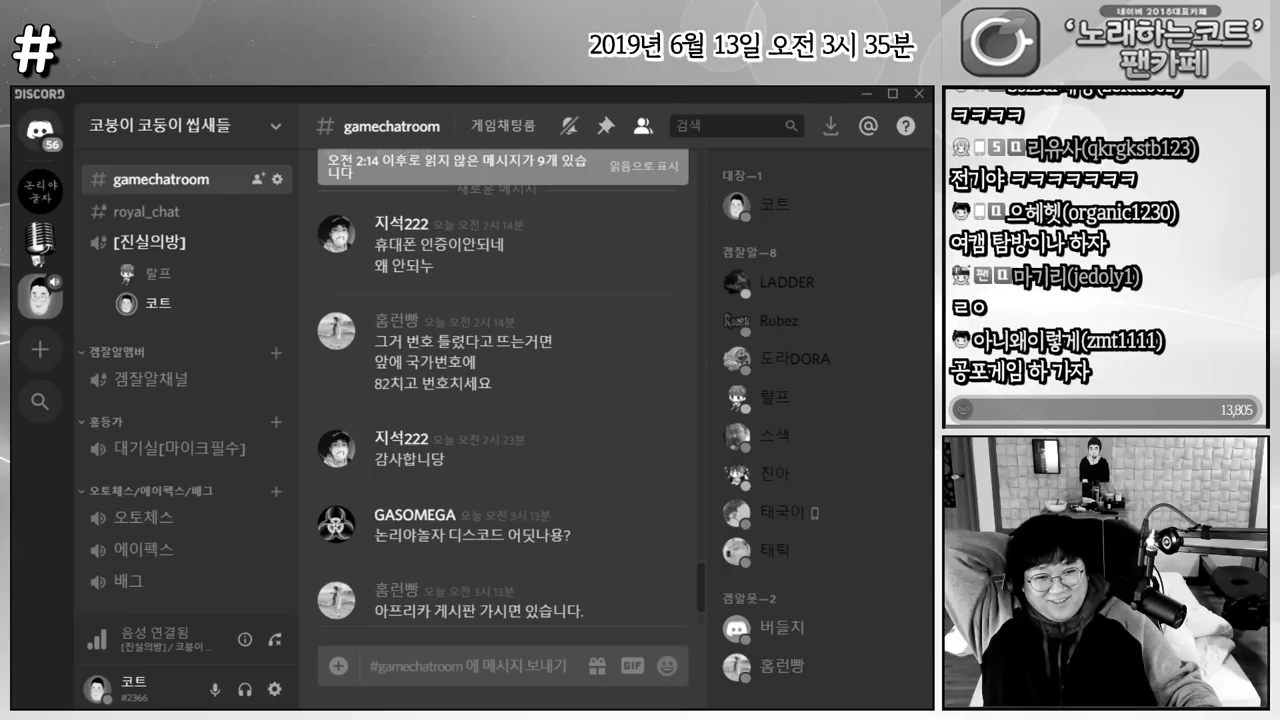 #
2019년 6월 13일 오전 3시 35분
네이버 2018대표카페
'노래하는코트'
팬카페
DISCORD
56
논리야
놀자
코붕이 코둥이 씹새들
# gamechatroom
# royal_chat
[진실의방]
랄프
코트
겜잘알멤버
겜잘알채널
홍등가
대기실[마이크필수]
오토체스/에이펙스/배그
오토체스
에이펙스
배그
음성 연결됨
[진실의방] / 코붕이 ...
코트
#2366
# gamechatroom
게임채팅룸
검색
오전 2:14 이후로 읽지 않은 메시지가 9개 있습
니다
읽음으로 표시
새로운 메시지
지석222 오늘 오전 2시 14분
휴대폰 인증이안되네
왜 안되누
홈런빵 오늘 오전 2시 14분
그거 번호 틀렸다고 뜨는거면
앞에 국가번호에
82치고 번호치세요
지석222 오늘 오전 2시 23분
감사합니당
GASOMEGA 오늘 오전 3시 13분
논리야놀자 디스코드 어딧나용?
홈런빵 오늘 오전 3시 13분
아프리카 게시판 가시면 있습니다.
#gamechatroom 에 메시지 보내기
GIF
대장—1
코트
겜잘알—8
LADDER
Rubez
도라DORA
랄프
스색
진아
태국이
태틱
겜알못—2
버들지
홈런빵
ㅋㅋㅋㅋ
리유사(qkrgkstb123)
전기야 ㅋㅋㅋㅋㅋㅋㅋ
으헤헷(organic1230)
여캠 탐방이나 하자
팬 마기리(jedoly1)
ㄹㅇ
아니왜이렇게(zmt1111)
공포게임 하 가자
13,805